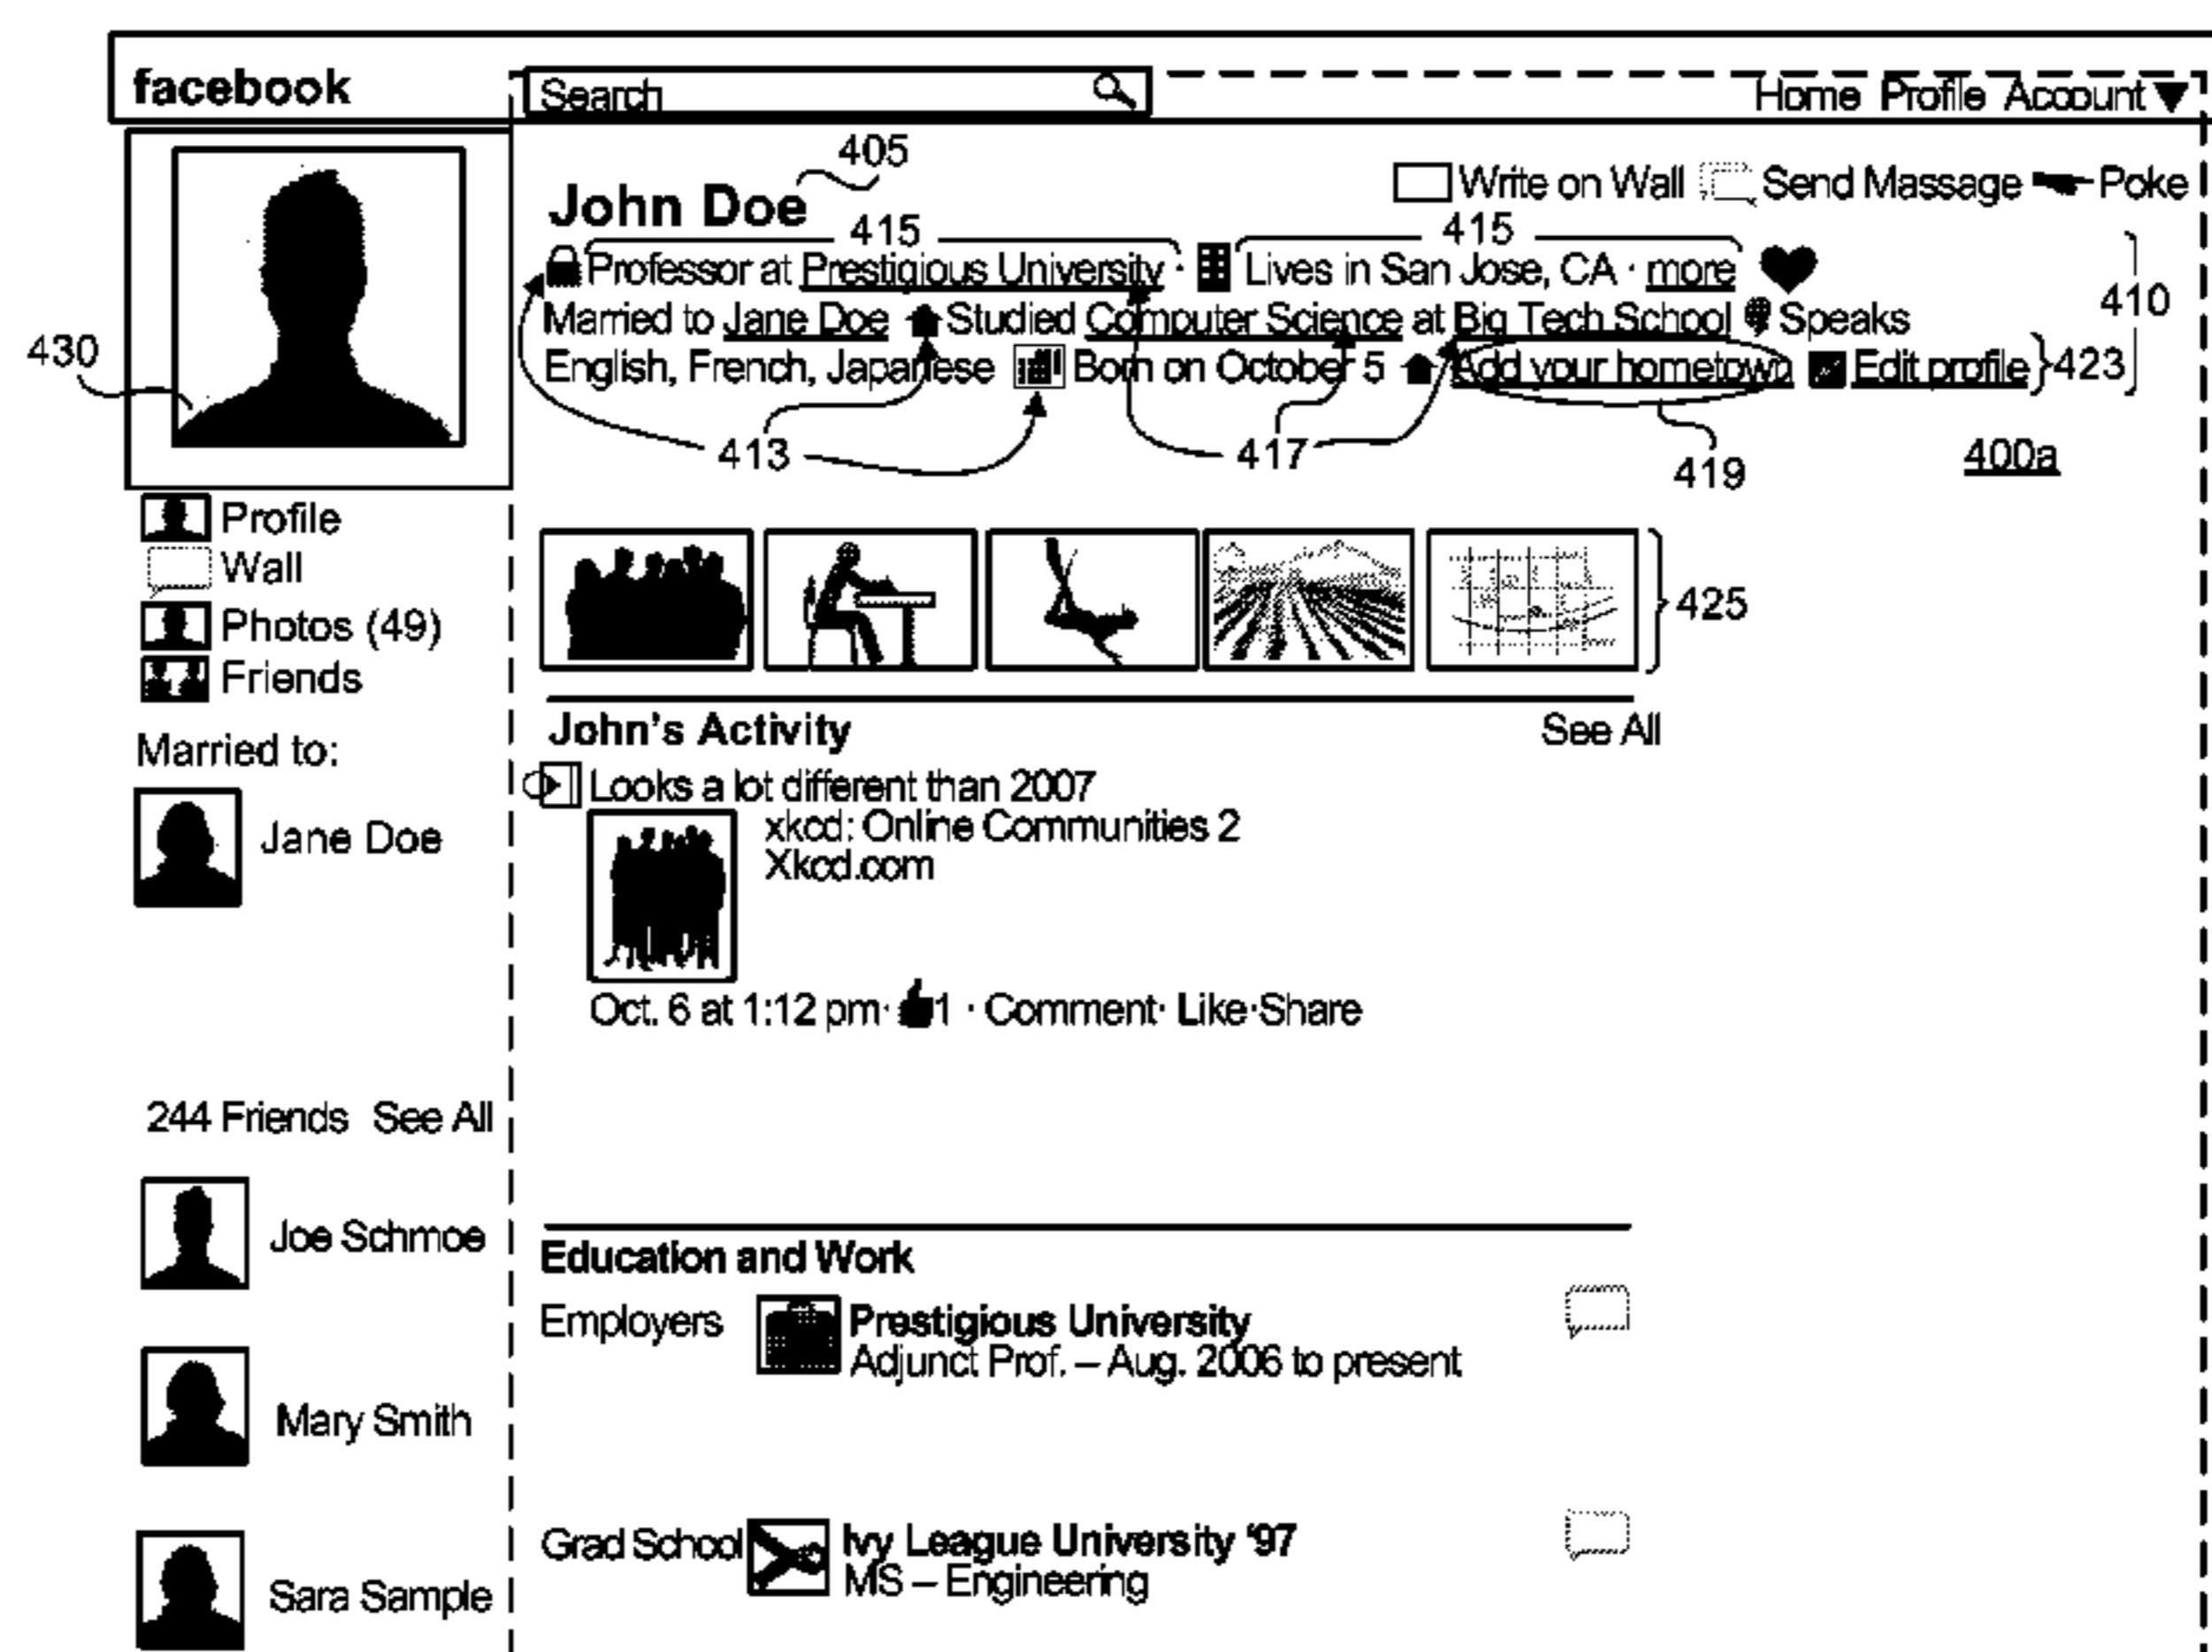 facebook
Search
Home Profile Account
405
John Doe
Write on Wall Send Massage Poke
415 415
Professor at Prestigious University · Lives in San Jose, CA · more
410
Married to Jane Doe Studied Computer Science at Big Tech School Speaks
430
English, French, Japanese Born on October 5 Add your hometown Edit profile 423
413 417 419 400a
Profile
Wall
Photos (49)
Friends
425
Married to:
Jane Doe
John's Activity See All
Looks a lot different than 2007
xkcd: Online Communities 2
Xkcd.com
Oct. 6 at 1:12 pm· 1 · Comment· Like·Share
244 Friends See All
Joe Schmoe
Mary Smith
Sara Sample
Education and Work
Employers Prestigious University
Adjunct Prof. – Aug. 2006 to present
Grad School Ivy League University '97
MS – Engineering